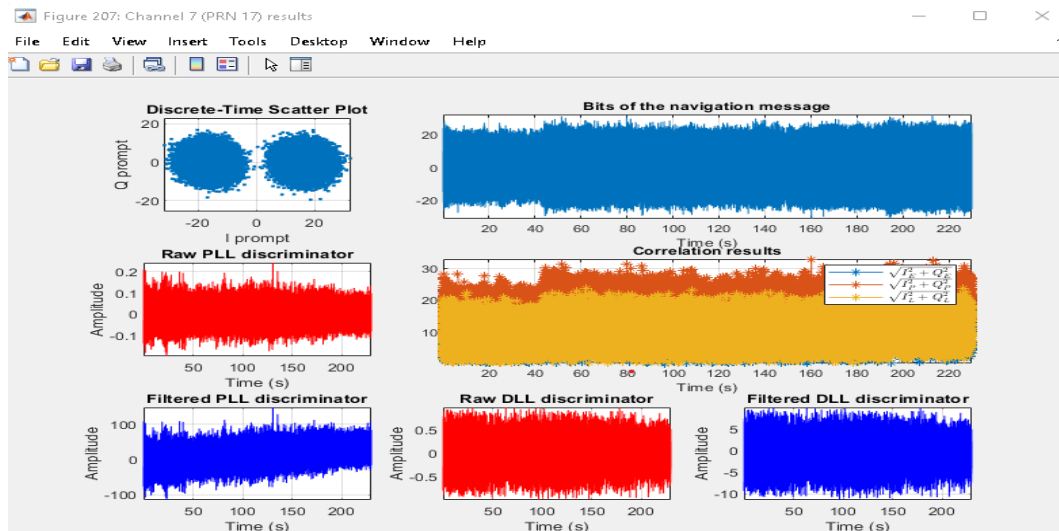 Figure 207: Channel 7 (PRN 17) results
File Edit View Insert Tools Desktop Window Help
Discrete-Time Scatter Plot
Q prompt
20
0
-20
-20 0 20
I prompt
Bits of the navigation message
20
0
-20
20 40 60 80 100 120 140 160 180 200 220
Time (s)
Raw PLL discriminator
Amplitude
0.2
0.1
0
-0.1
50 100 150 200
Time (s)
Correlation results
30
20
10
√I²_E + Q²_E
√I²_P + Q²_P
√I²_L + Q²_L
20 40 60 80 100 120 140 160 180 200 220
Time (s)
Filtered PLL discriminator
Amplitude
100
0
-100
50 100 150 200
Time (s)
Raw DLL discriminator
Amplitude
0.5
0
-0.5
50 100 150 200
Time (s)
Filtered DLL discriminator
Amplitude
5
0
-5
-10
50 100 150 200
Time (s)